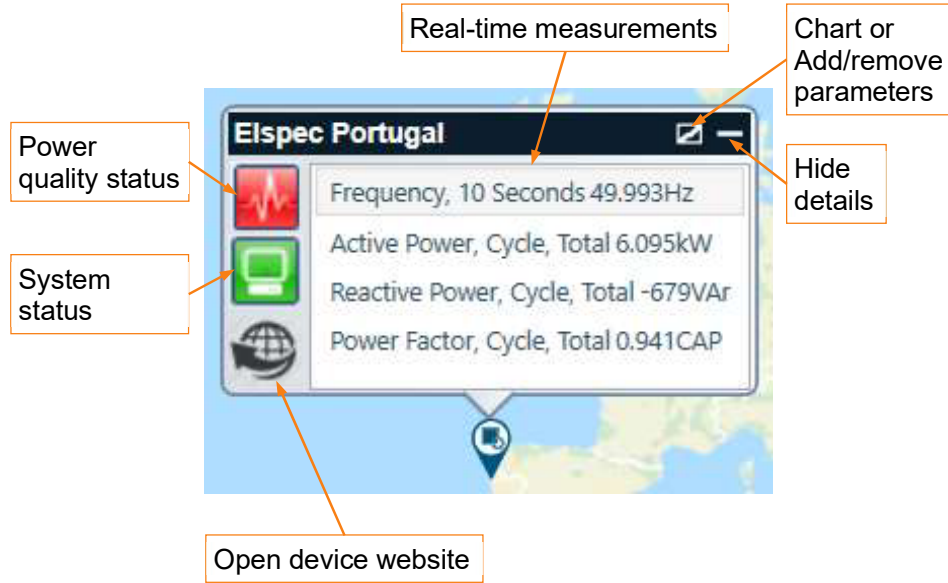 Real-time measurements
Chart or
Add/remove
parameters
Elspec Portugal
Power
quality status
Hide
details
Frequency, 10 Seconds 49.993Hz
Active Power, Cycle, Total 6.095kW
System
status
Reactive Power, Cycle, Total -679VAr
Power Factor, Cycle, Total 0.941CAP
Open device website